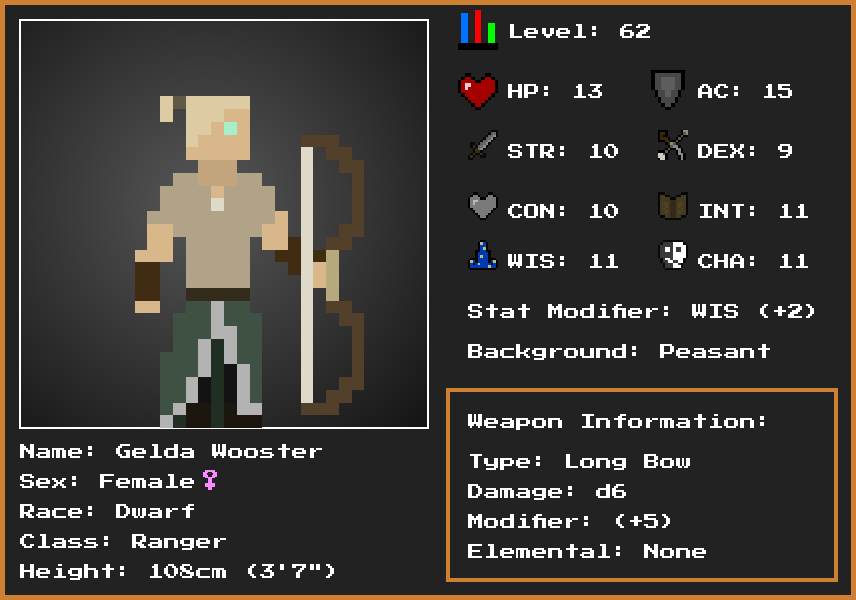 Level: 62
HP: 13
AC: 15
STR: 10
DEX: 9
CON: 10
INT: 11
WIS: 11
CHA: 11
Stat Modifier: WIS (+2)
Background: Peasant
Weapon Information:
Type: Long Bow
Damage: d6
Modifier: (+5)
Elemental: None
Name: Gelda Wooster
Sex: Female♀
Race: Dwarf
Class: Ranger
Height: 108cm (3'7")